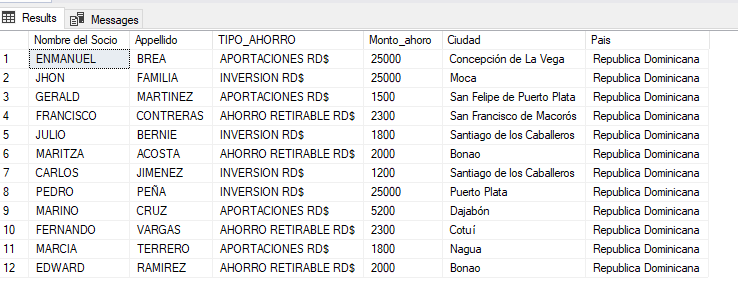 Results Messages
Nombre del Socio Appellido TIPO_AHORRO Monto_ahoro Ciudad Pais
1 ENMANUEL BREA APORTACIONES RD$ 25000 Concepción de La Vega Republica Dominicana
2 JHON FAMILIA INVERSION RD$ 25000 Moca Republica Dominicana
3 GERALD MARTINEZ APORTACIONES RD$ 1500 San Felipe de Puerto Plata Republica Dominicana
4 FRANCISCO CONTRERAS AHORRO RETIRABLE RD$ 2300 San Francisco de Macorós Republica Dominicana
5 JULIO BERNIE INVERSION RD$ 1800 Santiago de los Caballeros Republica Dominicana
6 MARITZA ACOSTA AHORRO RETIRABLE RD$ 2000 Bonao Republica Dominicana
7 CARLOS JIMENEZ INVERSION RD$ 1200 Santiago de los Caballeros Republica Dominicana
8 PEDRO PEÑA INVERSION RD$ 25000 Puerto Plata Republica Dominicana
9 MARINO CRUZ APORTACIONES RD$ 5200 Dajabón Republica Dominicana
10 FERNANDO VARGAS AHORRO RETIRABLE RD$ 2300 Cotuí Republica Dominicana
11 MARCIA TERRERO APORTACIONES RD$ 1800 Nagua Republica Dominicana
12 EDWARD RAMIREZ AHORRO RETIRABLE RD$ 2000 Bonao Republica Dominicana